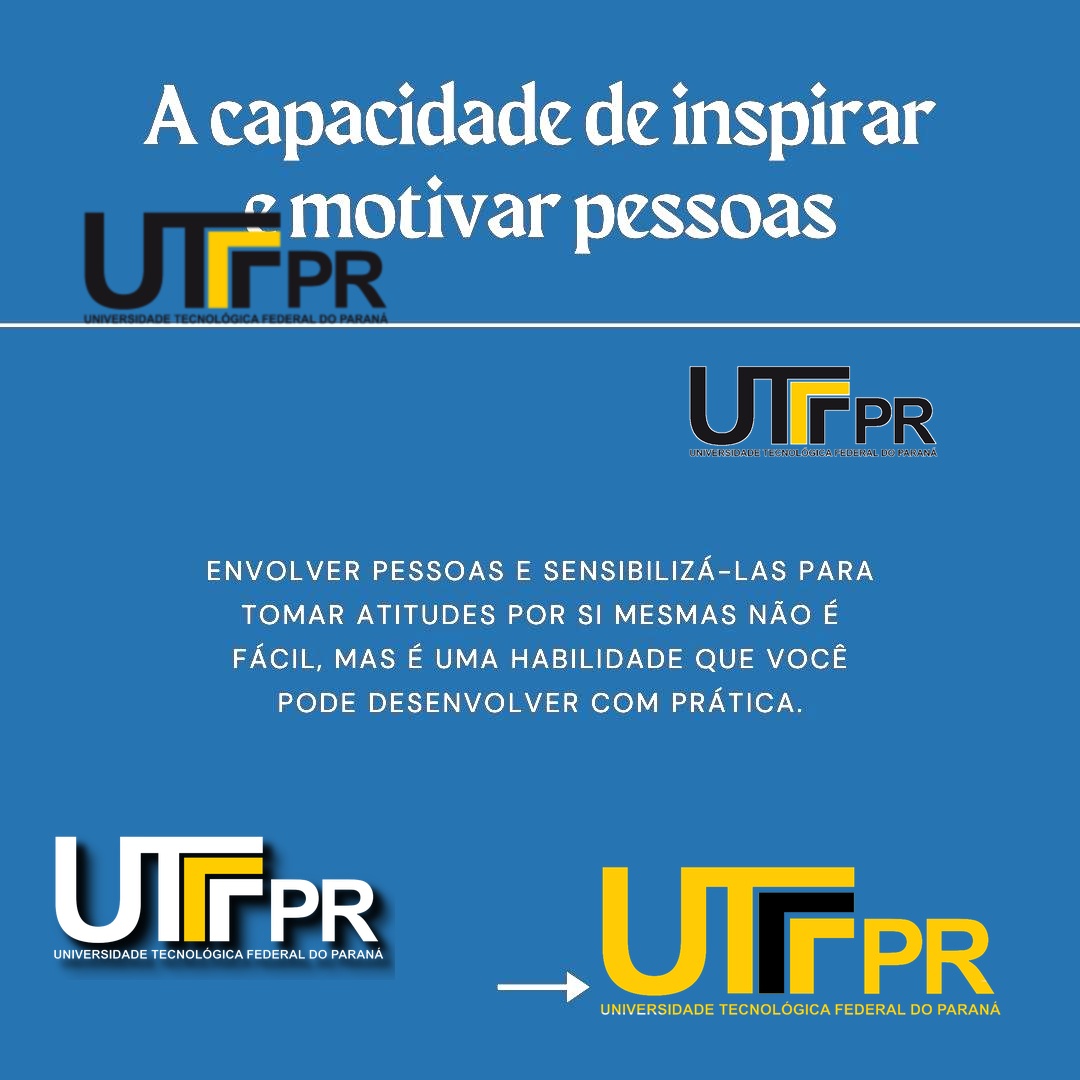 A capacidade de inspirar
e motivar pessoas
UTFPR
UNIVERSIDADE TECNOLÓGICA FEDERAL DO PARANÁ
UTFPR
UNIVERSIDADE TECNOLÓGICA FEDERAL DO PARANÁ
ENVOLVER PESSOAS E SENSIBILIZÁ-LAS PARA
TOMAR ATITUDES POR SI MESMAS NÃO É
FÁCIL, MAS É UMA HABILIDADE QUE VOCÊ
PODE DESENVOLVER COM PRÁTICA.
UTFPR
UNIVERSIDADE TECNOLÓGICA FEDERAL DO PARANÁ
UTFPR
UNIVERSIDADE TECNOLÓGICA FEDERAL DO PARANÁ